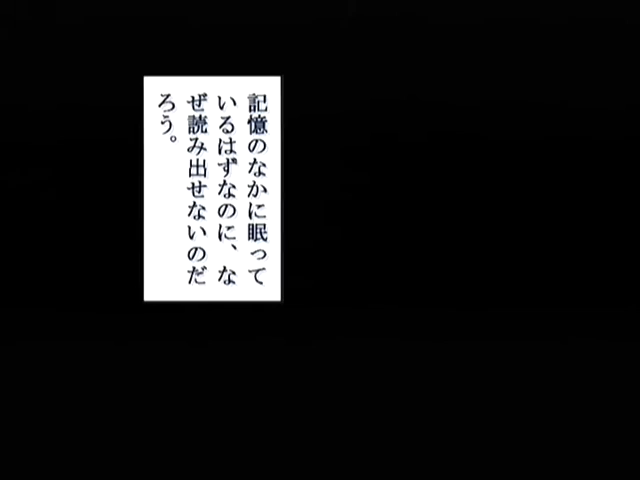 記憶のなかに眠って
いるはずなのに、な
ぜ読み出せないのだ
ろう。